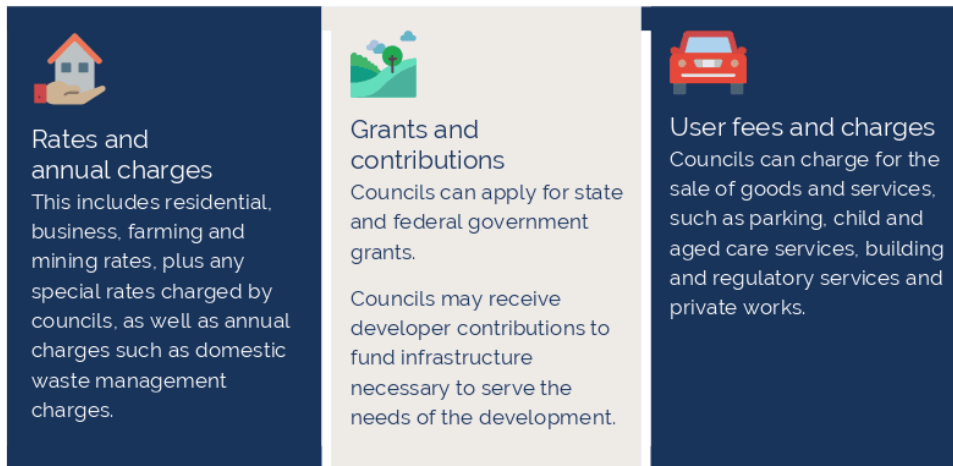 Rates and
annual charges
This includes residential,
business, farming and
mining rates, plus any
special rates charged by
councils, as well as annual
charges such as domestic
waste management
charges.
Grants and
contributions
Councils can apply for state
and federal government
grants.
Councils may receive
developer contributions to
fund infrastructure
necessary to serve the
needs of the development.
User fees and charges
Councils can charge for the
sale of goods and services,
such as parking, child and
aged care services, building
and regulatory services and
private works.